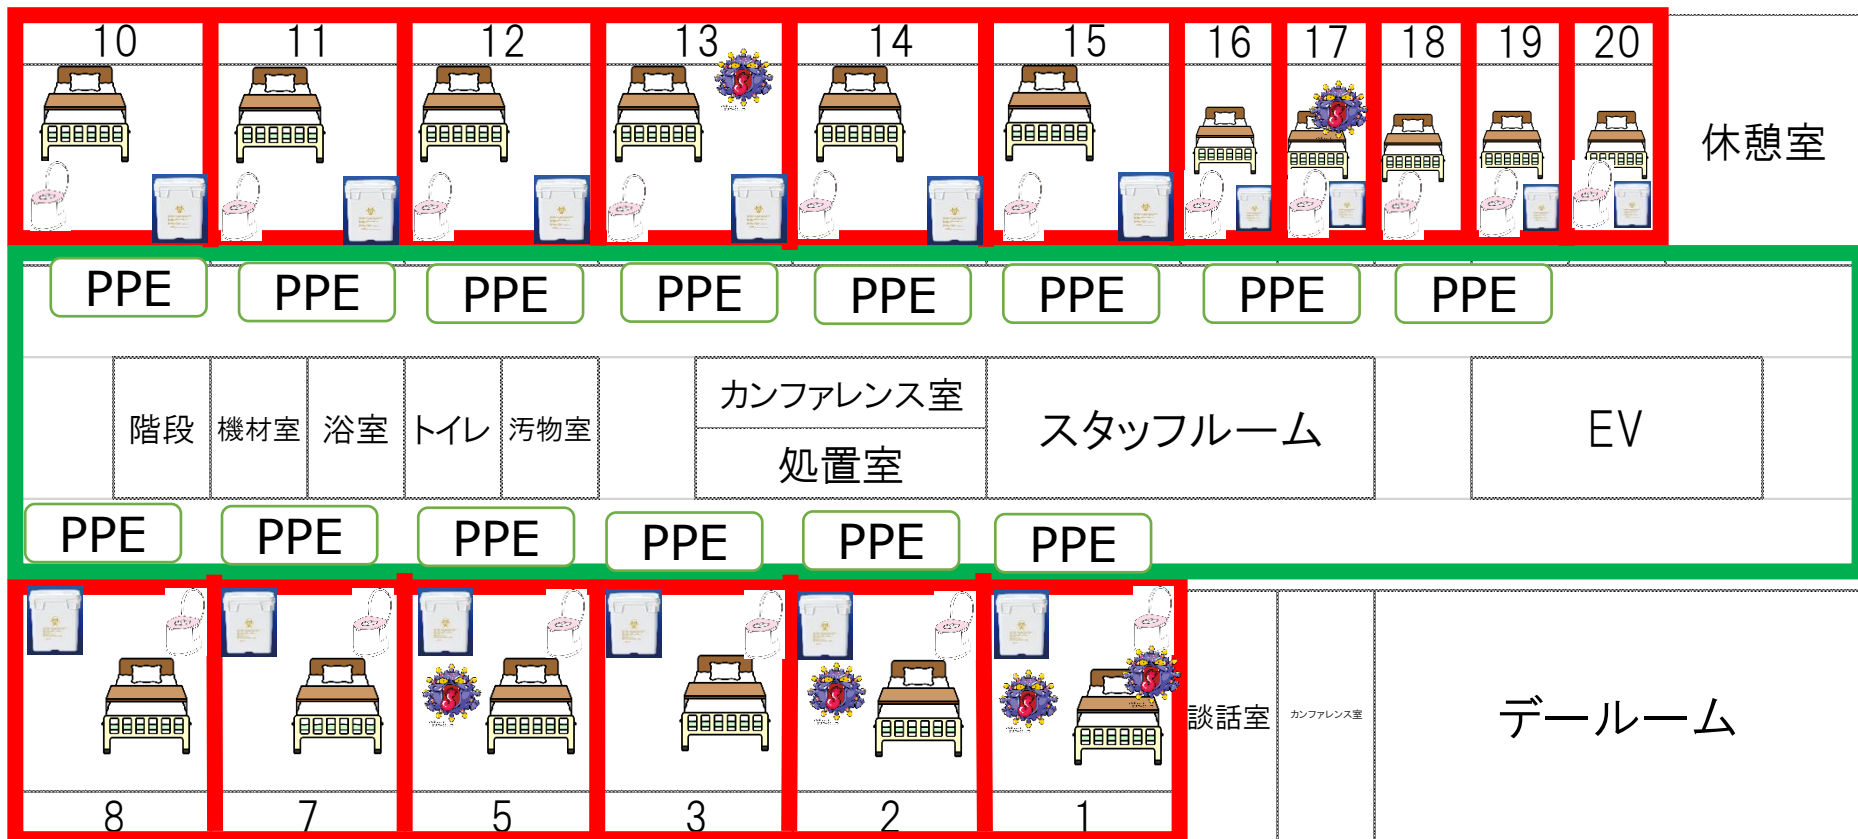 10 11 12 13 14 15 16 17 18 19 20
休憩室
PPE PPE PPE PPE PPE PPE PPE PPE
階段 機材室 浴室 トイレ 汚物室
カンファレンス室
処置室
スタッフルーム
EV
PPE PPE PPE PPE PPE PPE
談話室
カンファレンス室
デールーム
8 7 5 3 2 1